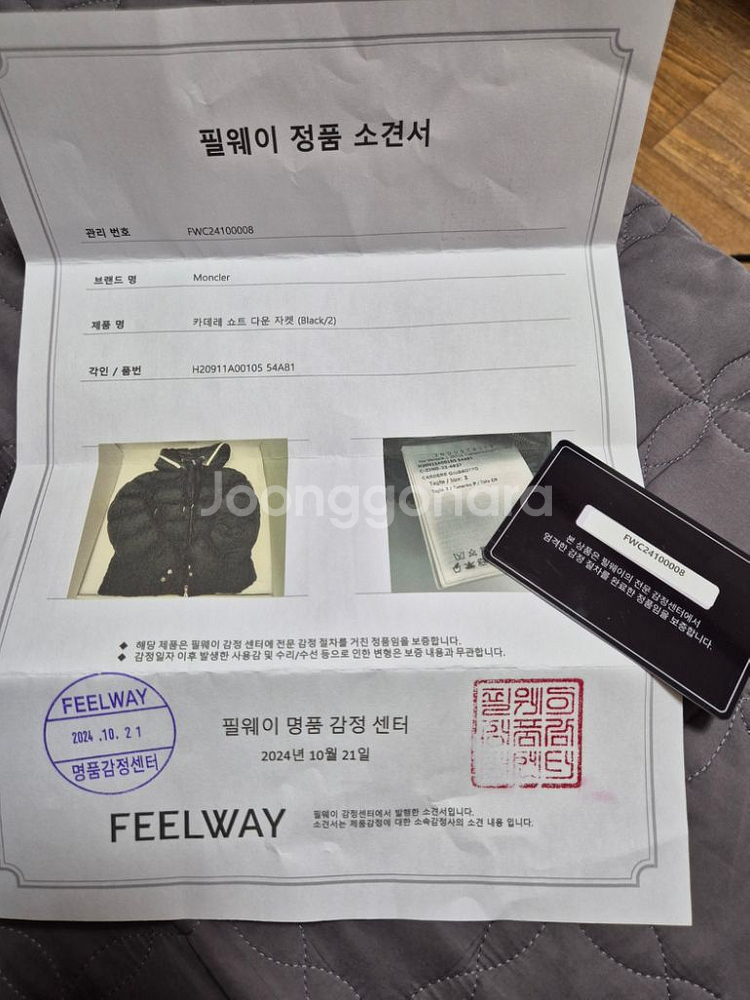 필웨이 정품 소견서
관리 번호 FWC24100008
브랜드 명 Moncler
제품 명 카데레 쇼트 다운 자켓 (Black/2)
각인 / 품번 H20911A00105 54A81
Joonggonara
Taglia / Size: 2
FWC24100008
본 상품은 필웨이의 전문 감정센터에서
엄격한 감정 절차를 완료한 정품임을 보증합니다.
◆ 해당 제품은 필웨이 감정 센터에 전문 감정 절차를 거진 정품임을 보증합니다.
◆ 감정일자 이후 발생한 사용감 및 수리/수선 등으로 인한 변형은 보증 내용과 무관합니다.
FEELWAY
2024 .10. 21
명품감정센터
필웨이 명품 감정 센터
2024년 10월 21일
FEELWAY
필웨이 감정센터에서 발행한 소견서입니다.
소견서는 제품감정에 대한 소속감정사의 소견 내용 입니다.